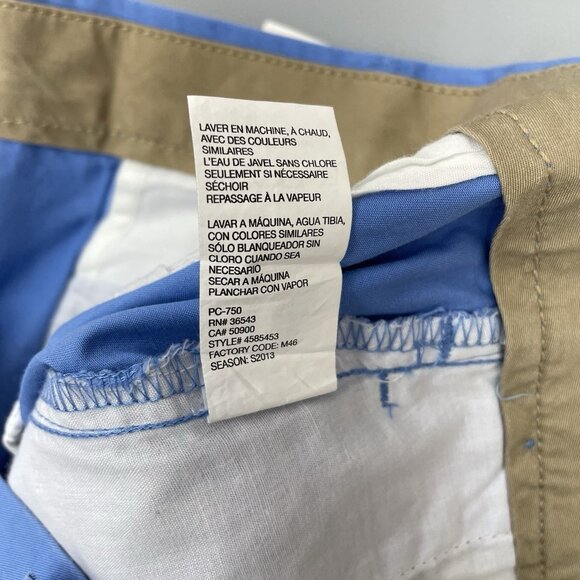 LAVER EN MACHINE, À CHAUD,
AVEC DES COULEURS
SIMILAIRES
L'EAU DE JAVEL SANS CHLORE
SEULEMENT SI NÉCESSAIRE
SÉCHOIR
REPASSAGE À LA VAPEUR
LAVAR A MÁQUINA, AGUA TIBIA,
CON COLORES SIMILARES
SÓLO BLANQUEADOR SIN
CLORO CUANDO SEA
NECESARIO
SECAR A MÁQUINA
PLANCHAR CON VAPOR
PC-750
RN# 36543
CA# 50900
STYLE# 4585453
FACTORY CODE: M46
SEASON: S2013